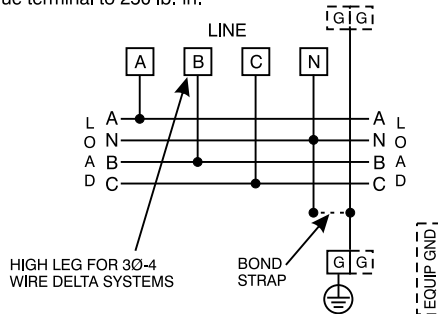 ue terminal to 250 lb. in.
G G
LINE
A B C N
L A A L
O N N O
A B B A
D C C D
HIGH LEG FOR 3Ø-4
WIRE DELTA SYSTEMS
BOND
STRAP
G G
EQUIP GND